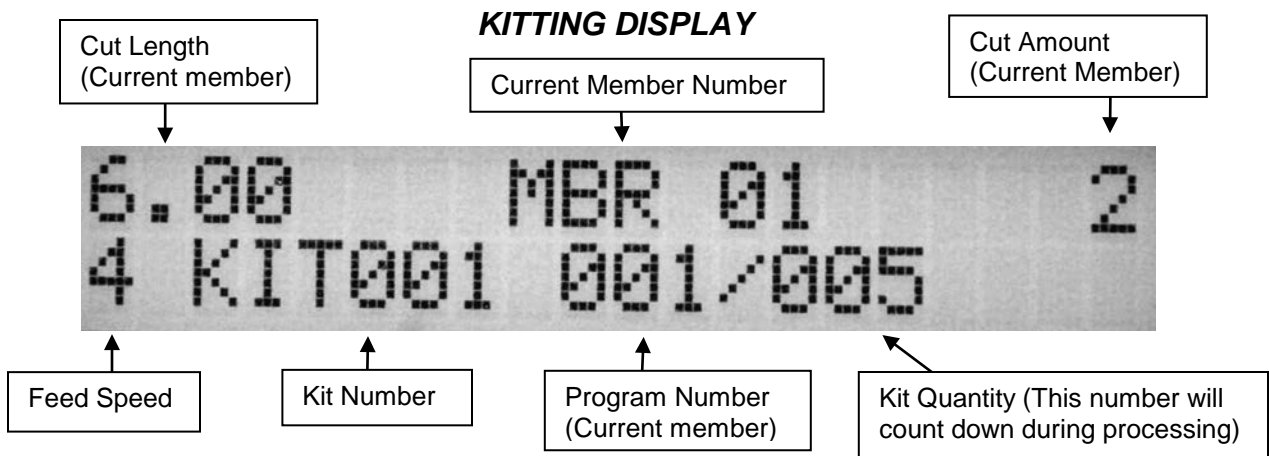 KITTING DISPLAY
Cut Length
(Current member)
Current Member Number
Cut Amount
(Current Member)
6.00 MBR 01 2
4 KIT001 001/005
Feed Speed
Kit Number
Program Number
(Current member)
Kit Quantity (This number will
count down during processing)